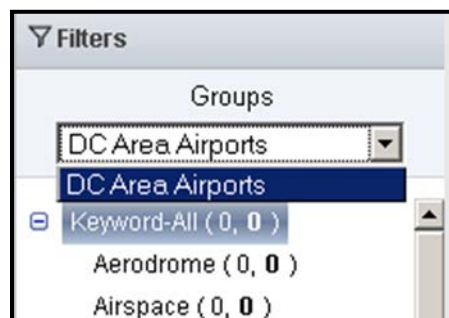 Filters
Groups
DC Area Airports
DC Area Airports
Keyword-All ( 0, 0 )
Aerodrome ( 0, 0 )
Airspace ( 0, 0 )